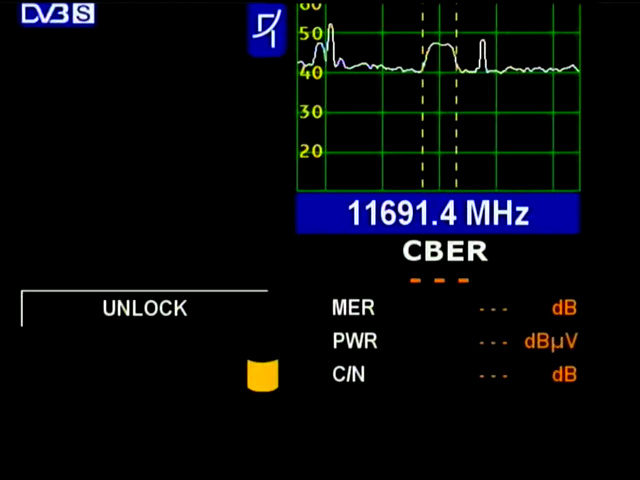 DVB S
60
50
40
30
20
11691.4 MHz
CBER
- - -
UNLOCK
MER --- dB
PWR --- dBµV
C/N --- dB